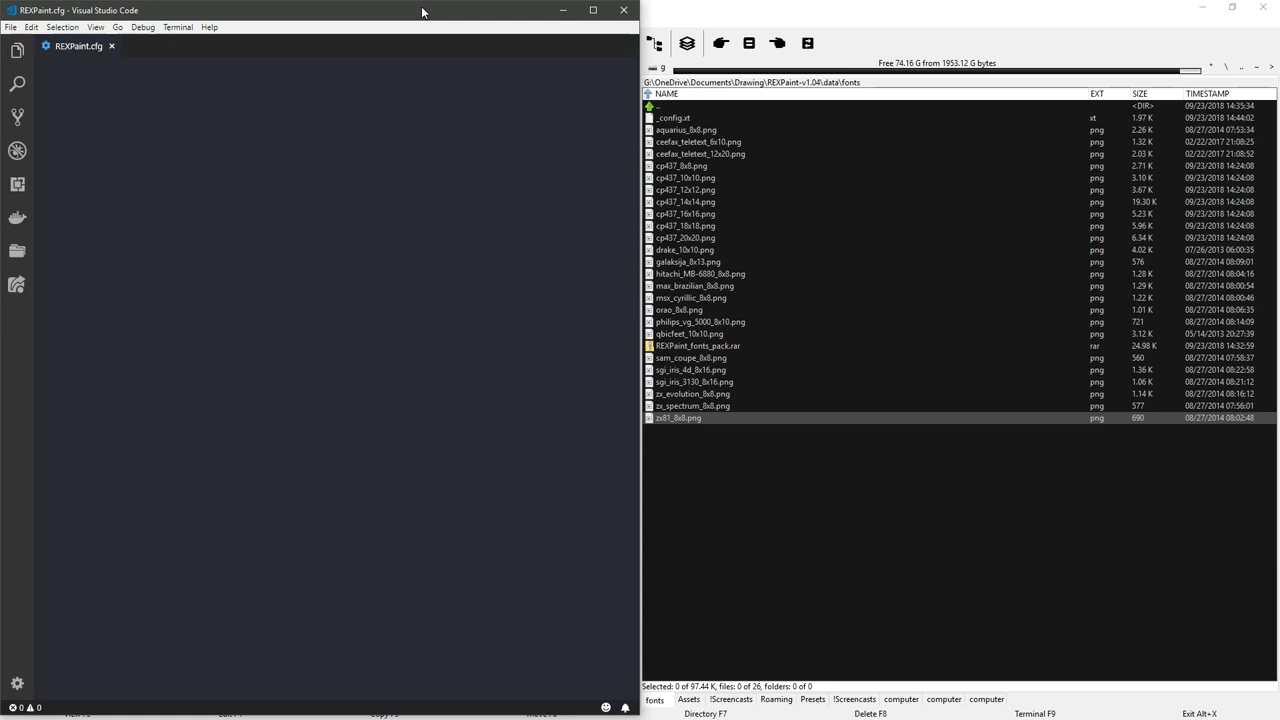 REXPaint.cfg - Visual Studio Code
File Edit Selection View Go Debug Terminal Help
REXPaint.cfg
0 0
g
Free 74.16 G from 1953.12 G bytes
* \ .. ~ >
G:\OneDrive\Documents\Drawing\REXPaint-v1.04\data\fonts
NAME EXT SIZE TIMESTAMP
.. <DIR> 09/23/2018 14:35:34
_config.xt xt 1.97 K 09/23/2018 14:44:02
aquarius_8x8.png png 2.26 K 08/27/2014 07:53:34
ceefax_teletext_6x10.png png 1.32 K 02/22/2017 21:08:25
ceefax_teletext_12x20.png png 2.03 K 02/22/2017 21:08:52
cp437_8x8.png png 2.71 K 09/23/2018 14:24:08
cp437_10x10.png png 3.10 K 09/23/2018 14:24:08
cp437_12x12.png png 3.67 K 09/23/2018 14:24:08
cp437_14x14.png png 19.30 K 09/23/2018 14:24:08
cp437_16x16.png png 5.23 K 09/23/2018 14:24:08
cp437_18x18.png png 5.96 K 09/23/2018 14:24:08
cp437_20x20.png png 6.34 K 09/23/2018 14:24:08
drake_10x10.png png 4.02 K 07/26/2013 06:00:35
galaksija_8x13.png png 576 08/27/2014 08:09:01
hitachi_MB-6880_8x8.png png 1.28 K 08/27/2014 08:04:16
max_brazilian_8x8.png png 1.29 K 08/27/2014 08:00:54
msx_cyrillic_8x8.png png 1.22 K 08/27/2014 08:00:46
orao_8x8.png png 1.01 K 08/27/2014 08:06:35
philips_vg_5000_8x10.png png 721 08/27/2014 08:14:09
qbicfeet_10x10.png png 3.12 K 05/14/2013 20:27:39
REXPaint_fonts_pack.rar rar 24.98 K 09/23/2018 14:32:59
sam_coupe_8x8.png png 560 08/27/2014 07:58:37
sgi_iris_4d_8x16.png png 1.36 K 08/27/2014 08:22:58
sgi_iris_3130_8x16.png png 1.06 K 08/27/2014 08:21:12
zx_evolution_8x8.png png 1.14 K 08/27/2014 08:16:12
zx_spectrum_8x8.png png 577 08/27/2014 07:56:01
zx81_8x8.png png 690 08/27/2014 08:02:48
Selected: 0 of 97.44 K, files: 0 of 26, folders: 0 of 0
fonts Assets !Screencasts Roaming Presets !Screencasts computer computer computer
Directory F7 Delete F8 Terminal F9 Exit Alt+X